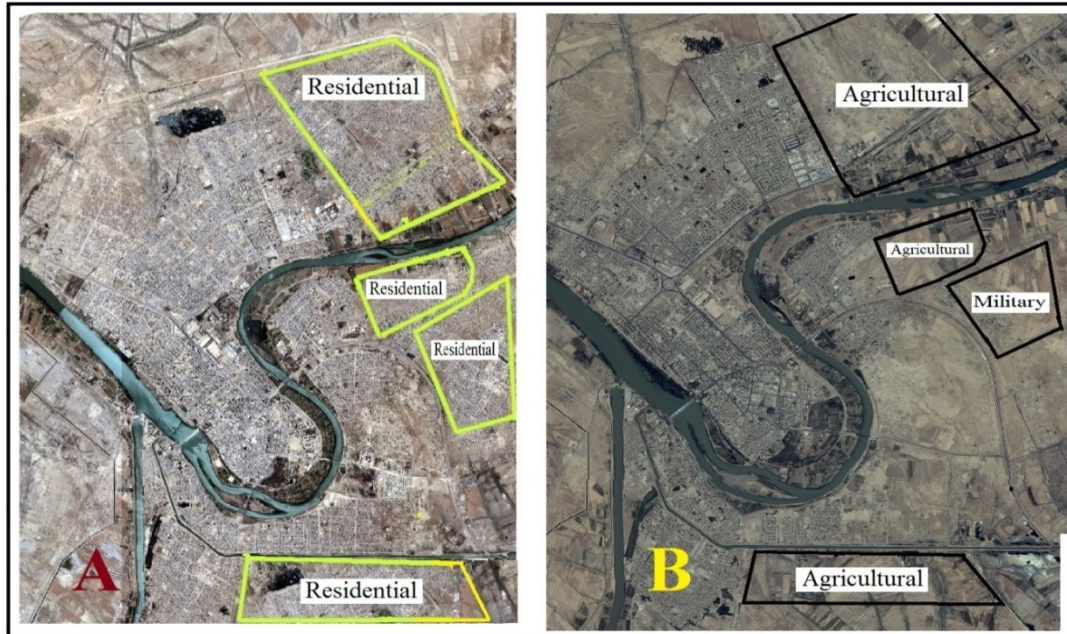 Residential
Residential
Residential
Residential
A
Agricultural
Agricultural
Military
Agricultural
B